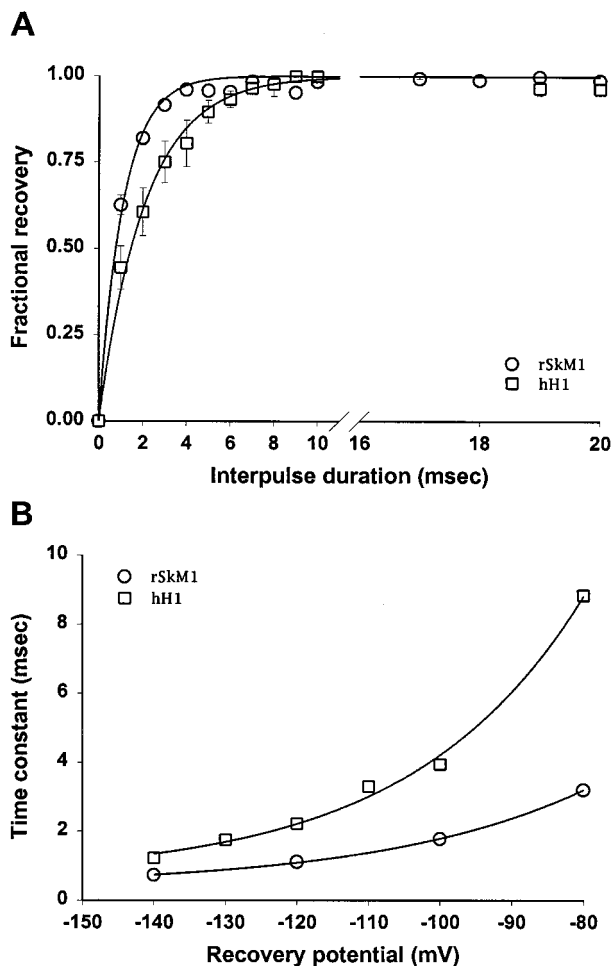 A
1.00
0.75
0.50
0.25
0.00
Fractional recovery
rSkM1
hH1
0 2 4 6 8 10 16 18 20
Interpulse duration (msec)
B
rSkM1
hH1
10
8
6
4
2
0
Time constant (msec)
-150 -140 -130 -120 -110 -100 -90 -80
Recovery potential (mV)